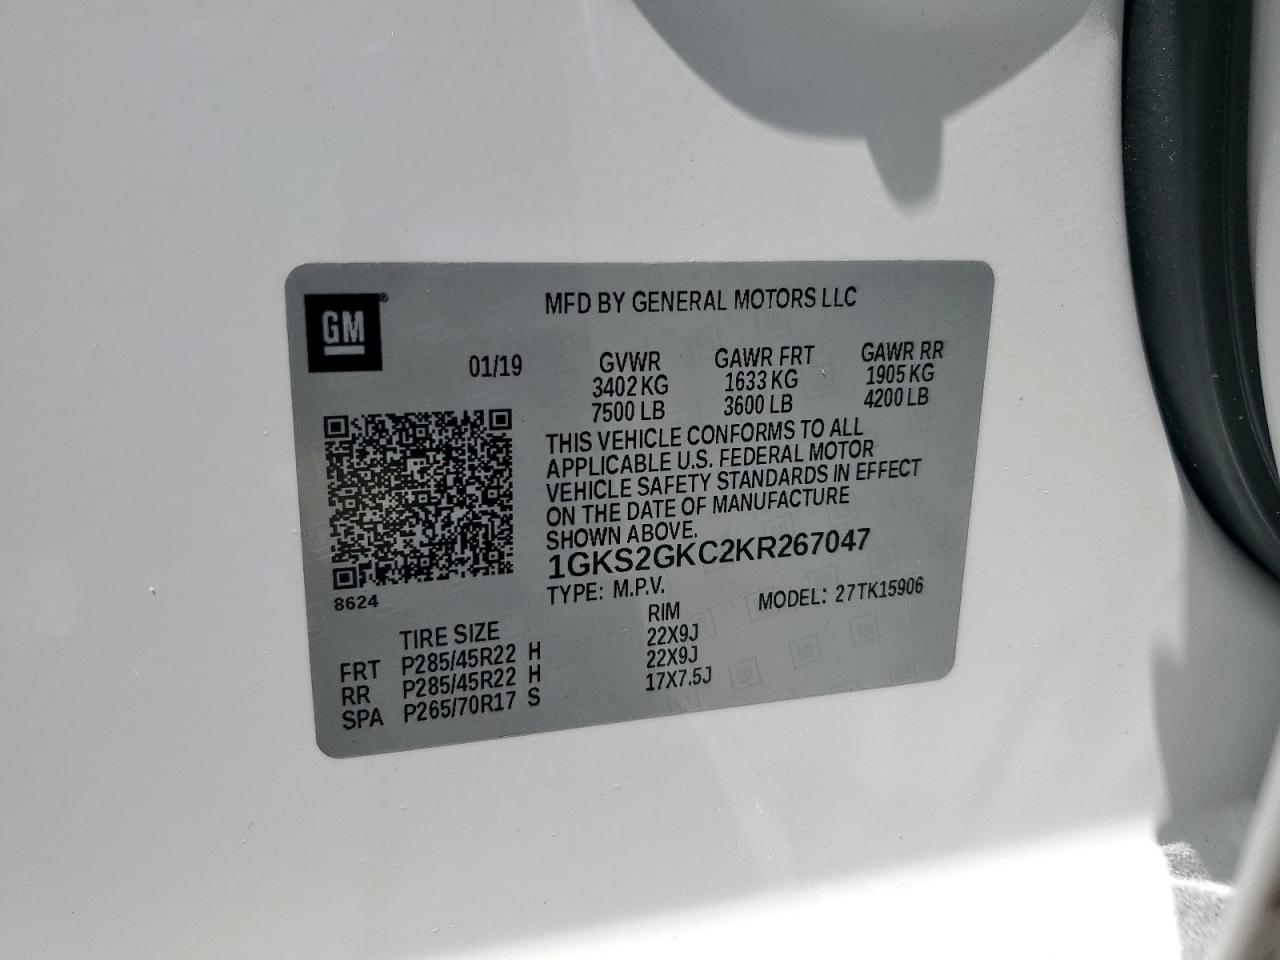 GM®
MFD BY GENERAL MOTORS LLC
01/19
GVWR GAWR FRT GAWR RR
3402 KG 1633 KG 1905 KG
7500 LB 3600 LB 4200 LB
THIS VEHICLE CONFORMS TO ALL
APPLICABLE U.S. FEDERAL MOTOR
VEHICLE SAFETY STANDARDS IN EFFECT
ON THE DATE OF MANUFACTURE
SHOWN ABOVE.
1GKS2GKC2KR267047
TYPE: M.P.V. MODEL: 27TK15906
8624
TIRE SIZE RIM
FRT P285/45R22 H 22X9J
RR P285/45R22 H 22X9J
SPA P265/70R17 S 17X7.5J